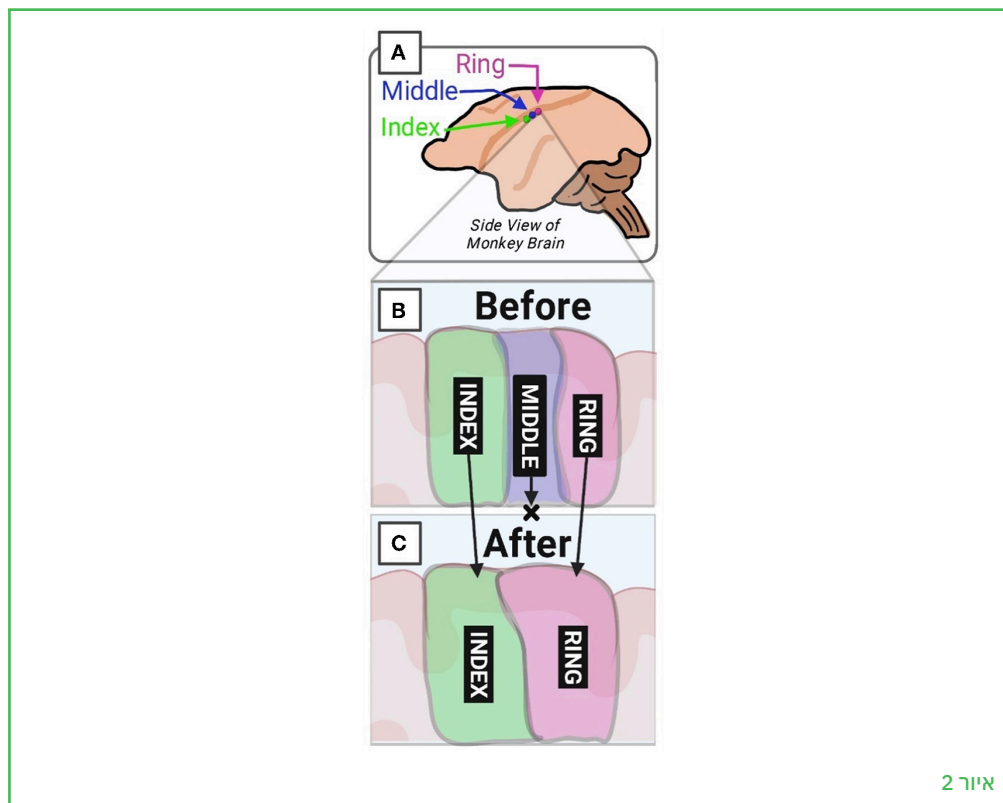 A
Ring
Middle
Index
Side View of
Monkey Brain
B
Before
INDEX
MIDDLE
RING
C
After
INDEX
RING
איור 2